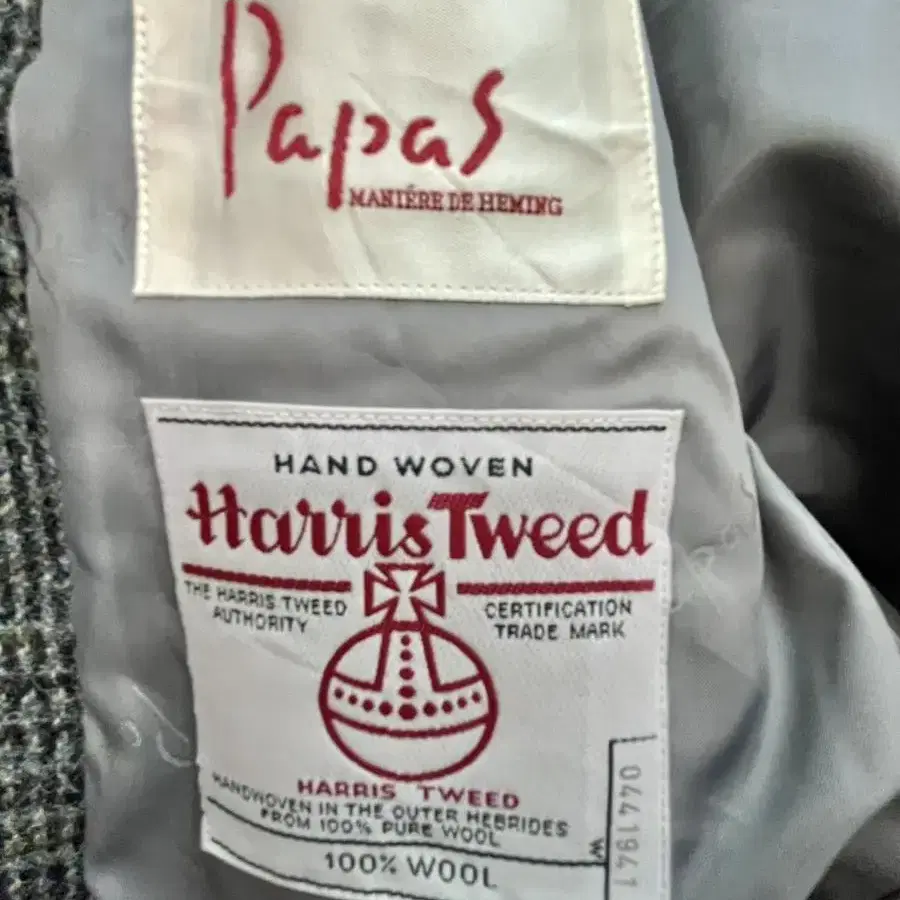 Papas
MANIÉRE DE HEMING
HAND WOVEN
Harris Tweed
THE HARRIS TWEED
AUTHORITY
CERTIFICATION
TRADE MARK
HARRIS TWEED
HANDWOVEN IN THE OUTER HEBRIDES
FROM 100% PURE WOOL
100% WOOL
W
0441941